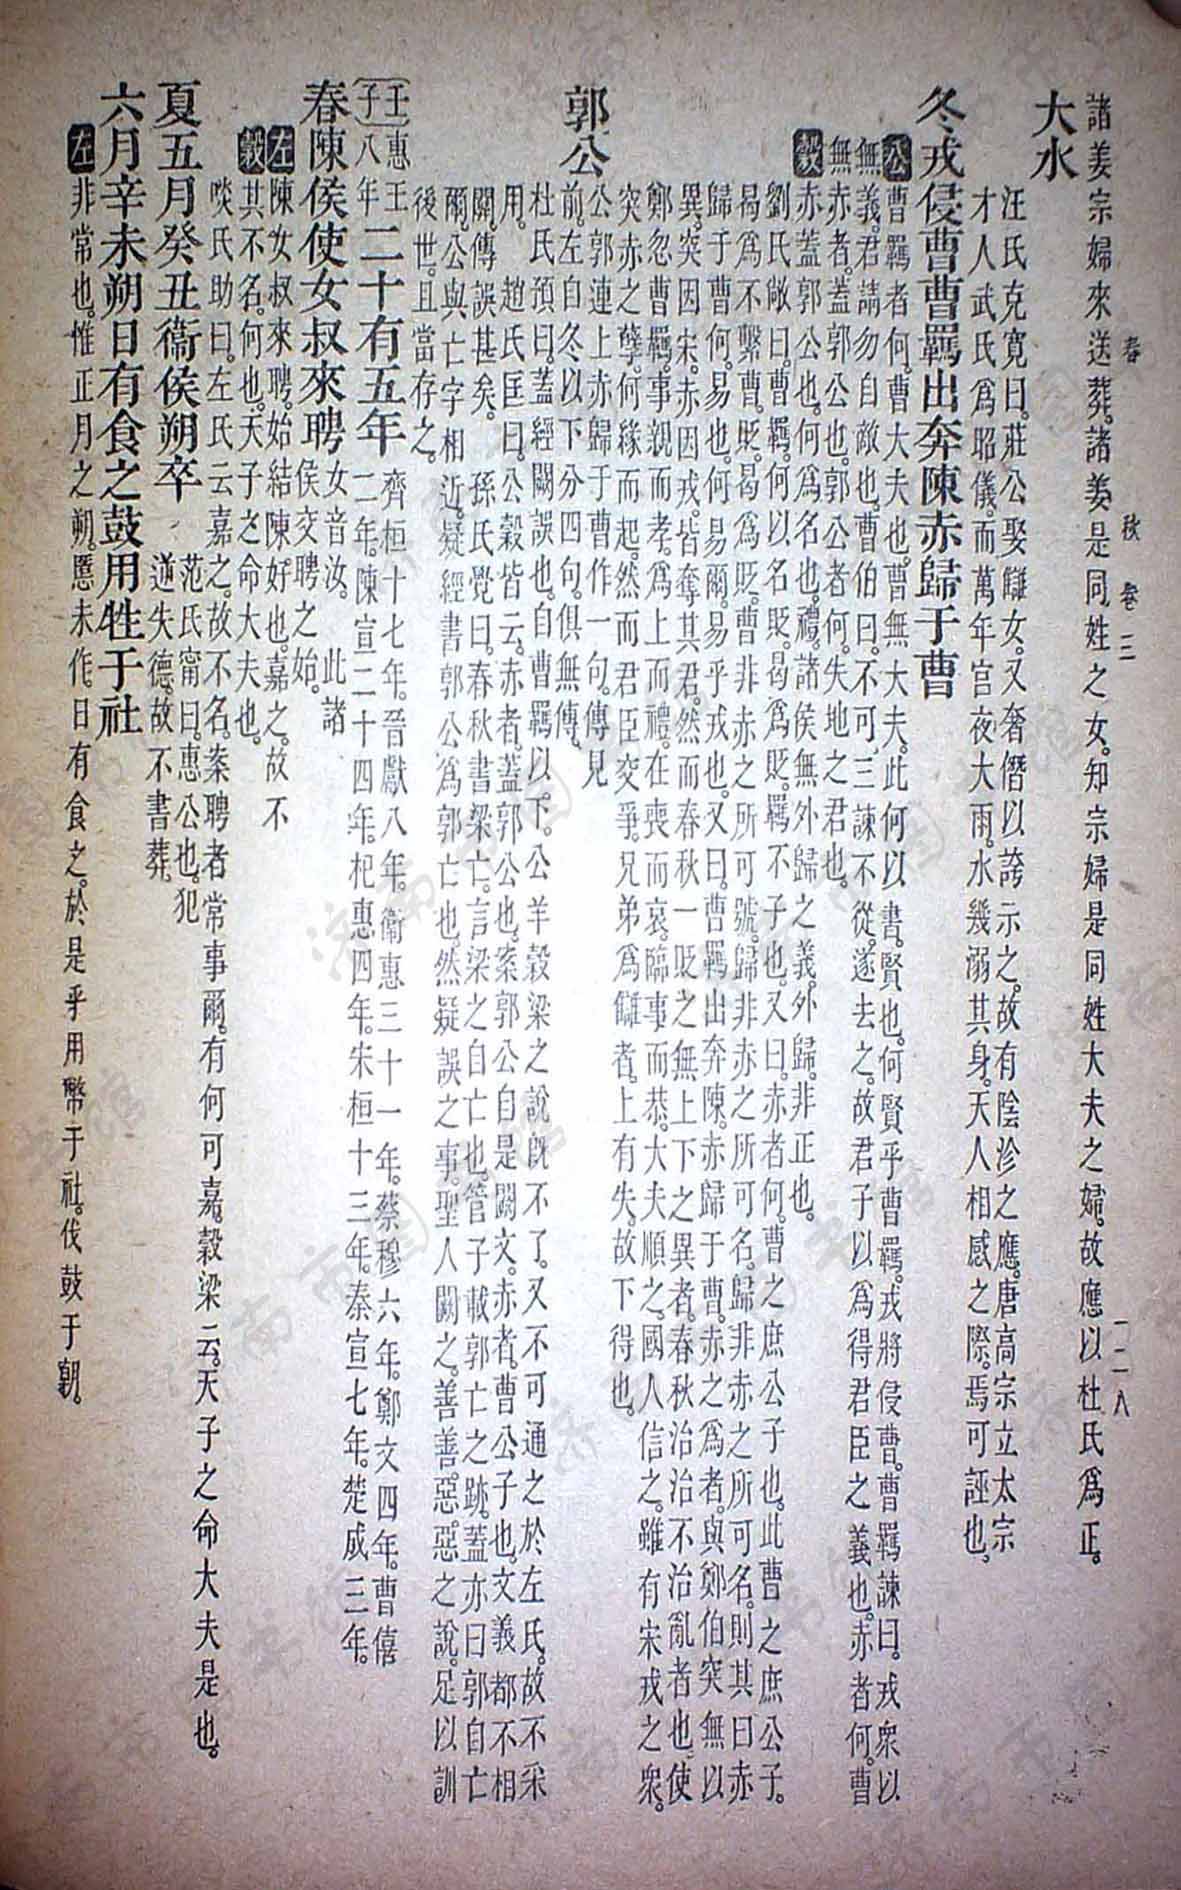 春 秋 卷三 一二八
諸姜宗婦來送葬。諸姜是同姓之女。知宗婦是同姓大夫之婦。故應以杜氏爲正。
大水
汪氏克寬曰。莊公娶讎女。又奢僭以誇示之。故有陰沴之應。唐高宗立太宗
才人武氏爲昭儀。而萬年宮夜大雨。水幾溺其身。天人相感之際。焉可誣也。
冬戎侵曹曹羈出奔陳赤歸于曹
公曹羈者何。曹大夫也。曹無大夫。此何以書。賢也。何賢乎曹羈。戎將侵曹。曹羈諫曰。戎衆以
無義。君請勿自敵也。曹伯曰。不可。三諫不從。遂去之。故君子以爲得君臣之義也。赤者何。曹
無赤者。蓋郭公也。郭公者何。失地之君也。
穀赤蓋郭公也。何爲名也。禮。諸侯無外歸之義。外歸。非正也。
劉氏敞曰。曹羈。何以名。貶。曷爲貶。羈不子也。又曰。赤者何。曹之庶公子也。此曹之庶公子。
曷爲不繫曹。貶。曷爲貶。曹非赤之所可號。歸非赤之所可名。歸非赤之所可名。則其曰赤
歸于曹何。易也。何易爾。易乎戎也。又曰。曹羈出奔陳。赤歸于曹。赤之爲者。與鄭伯突無以
異。突因宋。赤因戎。皆奪其君。然而春秋一貶之無上下之異者。春秋治治不治亂者也。使
鄭忽曹羈。事親而孝。爲上而禮。在喪而哀。臨事而恭。大夫順之。國人信之。雖有宋戎之衆。
突赤之孽。何緣而起。然而君臣交爭。兄弟爲讎者。上有失。故下得也。
郭公
公郭連上赤歸于曹作一句。傳見
前。左自冬以下分四句。俱無傳。
杜氏預曰。蓋經闕誤也。自曹羈以。下。公羊穀梁之說旣不了。又不可通之於左氏。故不采
用。 趙氏匡曰。公穀皆云。赤者。蓋郭公也。案郭公自是闕文。赤者。曹公子也。文義都不相
關。傳誤甚矣。 孫氏覺曰。春秋書梁亡。言梁之自亡也。管子載郭亡之跡。蓋亦曰郭自亡
爾。公與亡字相近。疑經書郭公爲郭亡也。然疑誤之事。聖人闕之。善善。惡惡之說。足以訓
後世。且當存之。
壬子惠王八年 二十有五年 齊桓十七年。晉獻八年。衞惠三十一年。蔡穆六年。鄭文四年。曹僖
二年。陳宣二十四年。杞惠四年。宋桓十三年。秦宣七年。楚成三年。
春陳侯使女叔來聘 女音汝。 此諸侯交聘之始。
左陳女叔來聘。始結陳好也。嘉之。故不
穀其不名。何也。天子之命大夫也。
啖氏助曰。左氏云嘉之。故不名。案聘者常事爾。有何可嘉。穀梁云。天子之命大夫是也。
夏五月癸丑衞侯朔卒 范氏甯曰。惠公也。犯逆失德。故不書葬。
六月辛未朔日有食之鼓用牲于社
左非常也。惟正月之朔。慝未作。日有食之。於是乎用幣于社。伐鼓于朝。